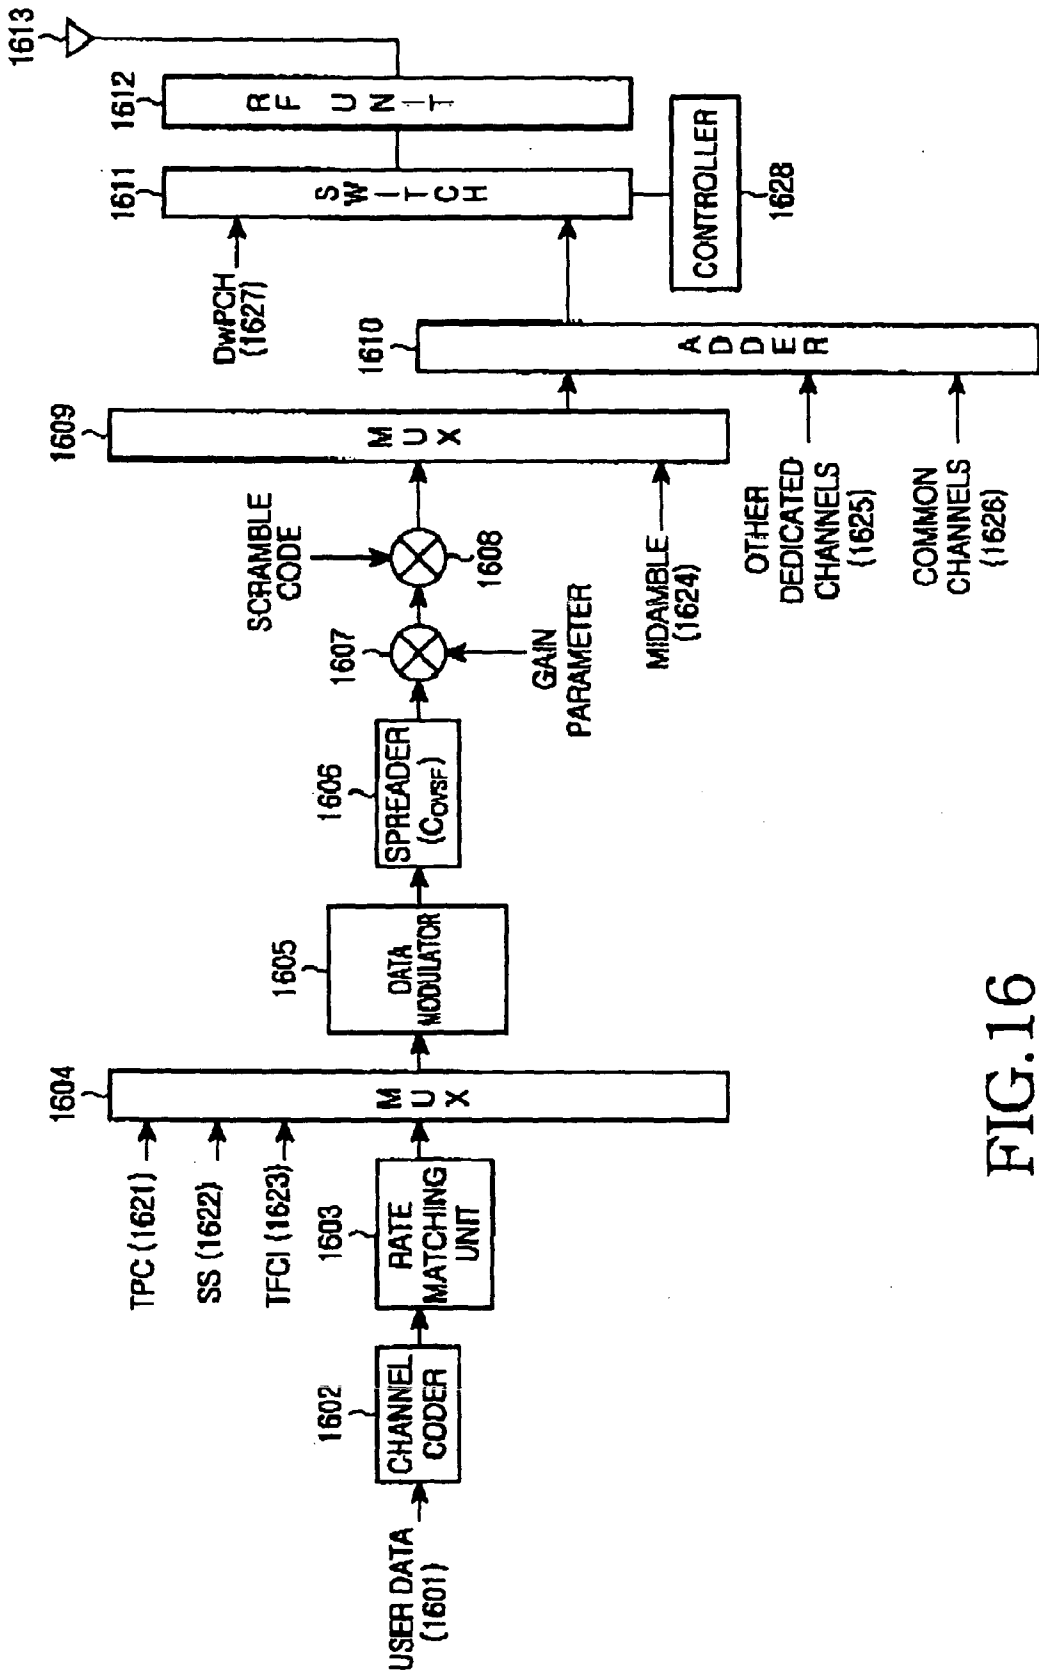 1613
1612
RF UNIT
1611
SWITCH
DwPCH
(1627)
CONTROLLER
1628
1610
ADDER
1609
MUX
SCRAMBLE
CODE
1608
1607
GAIN
PARAMETER
MIDAMBLE
(1624)
OTHER
DEDICATED
CHANNELS
(1625)
COMMON
CHANNELS
(1626)
1606
SPREADER
(COVSF)
1605
DATA
MODULATOR
1604
MUX
TPC (1621)
SS (1622)
TFCI (1623)
1603
RATE
MATCHING
UNIT
1602
CHANNEL
CODER
USER DATA
(1601)
FIG.16